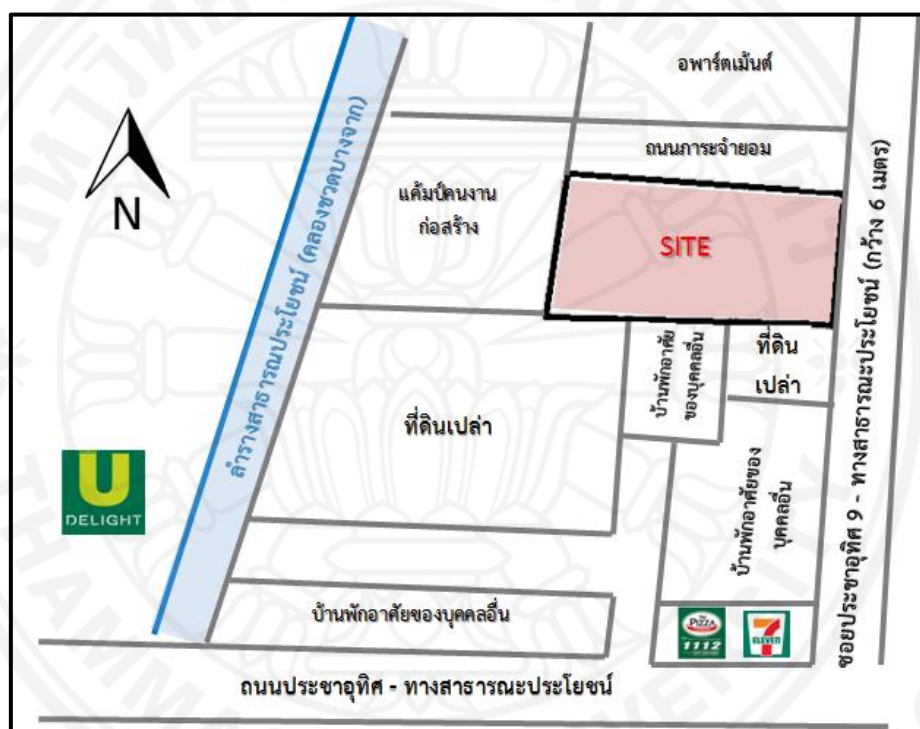 อพาร์ตเม้นต์
ถนนภาระจำยอม
แค้มป์คนงาน
ก่อสร้าง
SITE
N
ลำรางสาธารณประโยชน์ (คลองชวดบางจาก)
ซอยประชาอุทิศ 9 - ทางสาธารณะประโยชน์ (กว้าง 6 เมตร)
บ้านพักอาศัย
ของบุคคลอื่น
ที่ดิน
เปล่า
ที่ดินเปล่า
U
DELIGHT
บ้านพักอาศัยของ
บุคคลอื่น
บ้านพักอาศัยของบุคคลอื่น
The
PIZZA
1112
7
ELEVEN
ถนนประชาอุทิศ - ทางสาธารณะประโยชน์